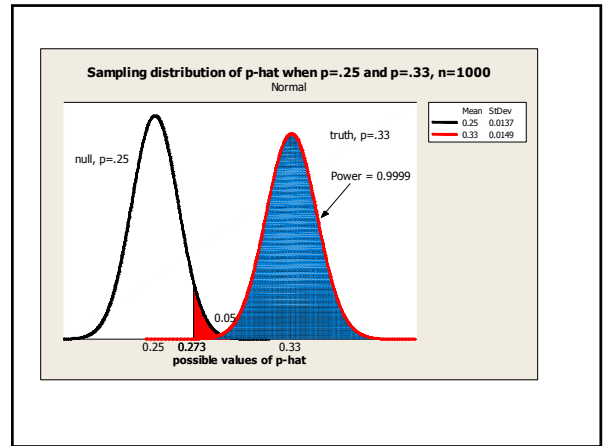 Sampling distribution of p-hat when p=.25 and p=.33, n=1000
Normal
Mean StDev
0.25 0.0137
0.33 0.0149
truth, p=.33
null, p=.25
Power = 0.9999
0.05
0.25 0.273 0.33
possible values of p-hat